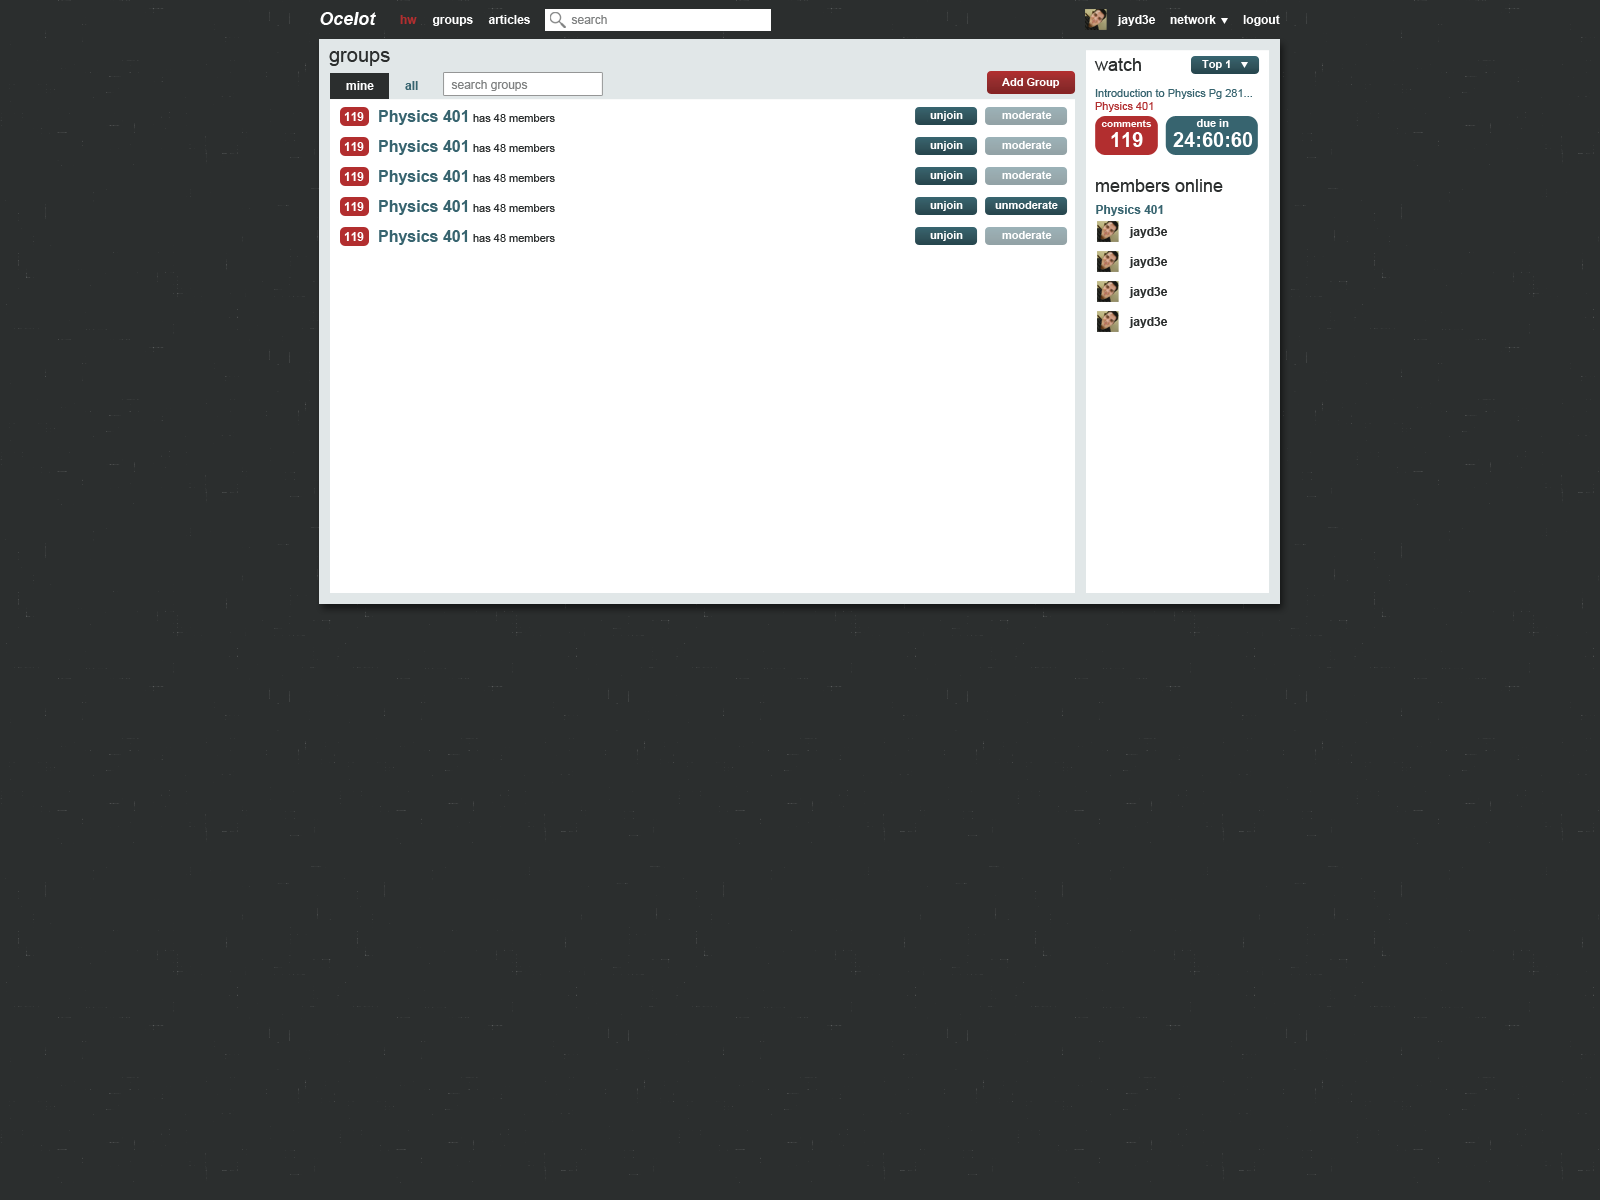 Ocelot hw groups articles search jayd3e network logout
groups
mine all search groups Add Group
119 Physics 401 has 48 members unjoin moderate
119 Physics 401 has 48 members unjoin moderate
119 Physics 401 has 48 members unjoin moderate
119 Physics 401 has 48 members unjoin unmoderate
119 Physics 401 has 48 members unjoin moderate
watch Top 1
Introduction to Physics Pg 281...
Physics 401
comments due in
119 24:60:60
members online
Physics 401
jayd3e
jayd3e
jayd3e
jayd3e